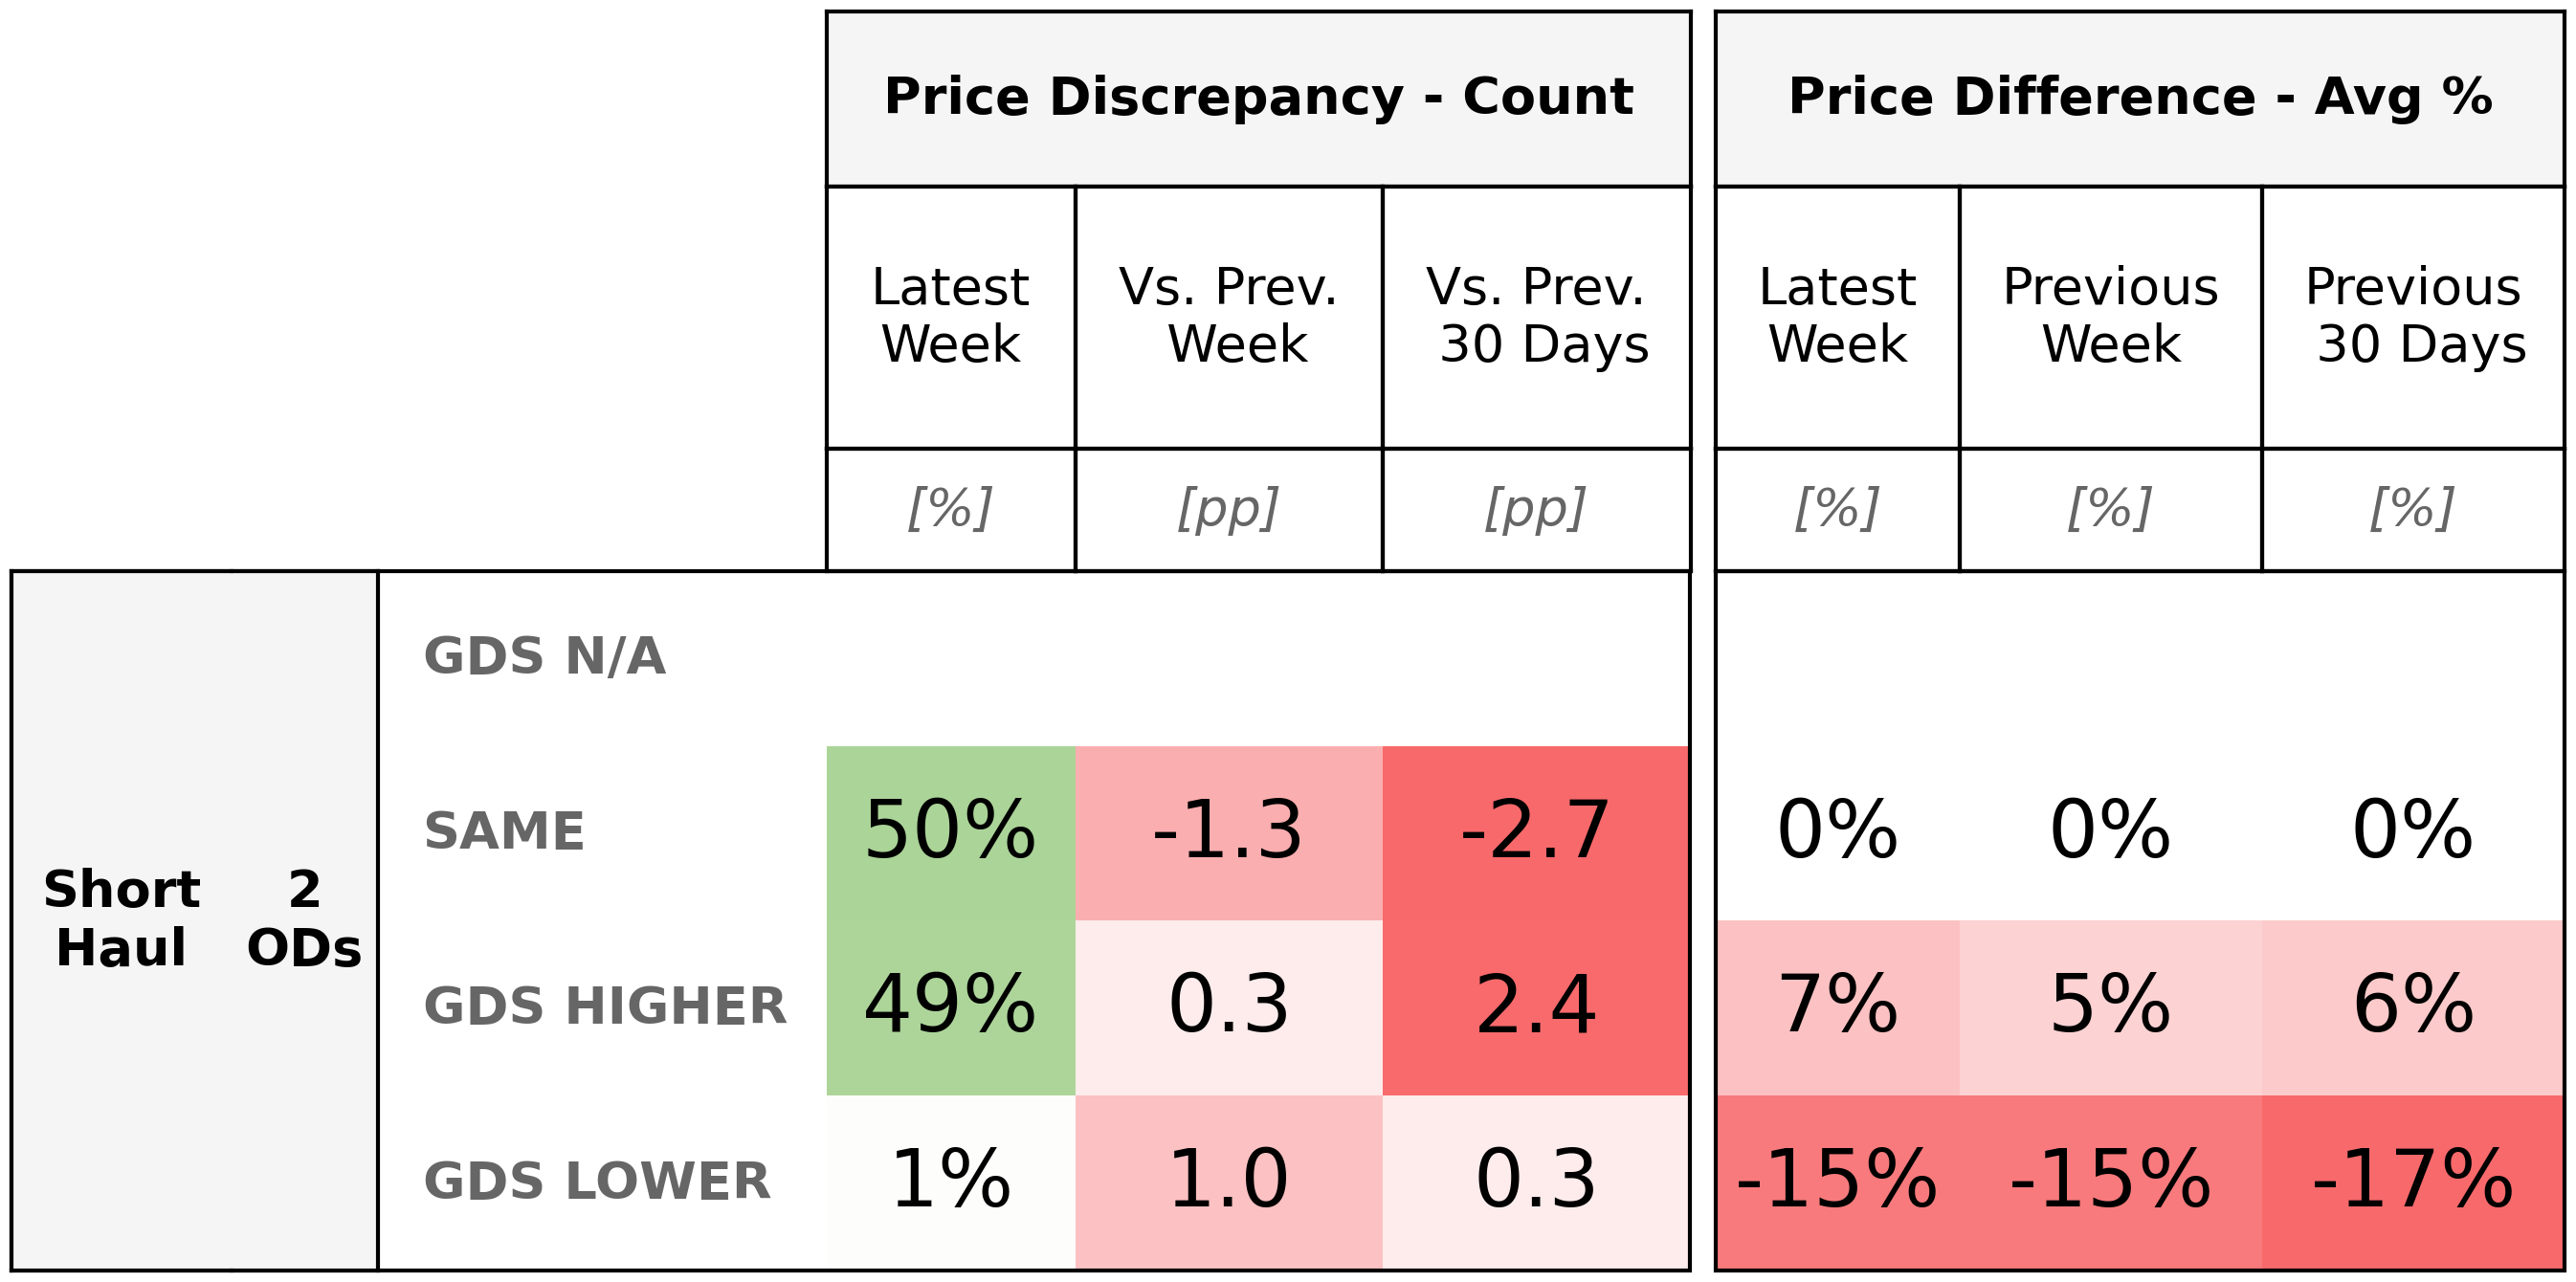 Price Discrepancy - Count
Price Difference - Avg %
Latest
Week
Vs. Prev.
Week
Vs. Prev.
30 Days
Latest
Week
Previous
Week
Previous
30 Days
[%]
[pp]
[pp]
[%]
[%]
[%]
Short
Haul
2
ODs
GDS N/A
SAME
50%
-1.3
-2.7
0%
0%
0%
GDS HIGHER
49%
0.3
2.4
7%
5%
6%
GDS LOWER
1%
1.0
0.3
-15%
-15%
-17%